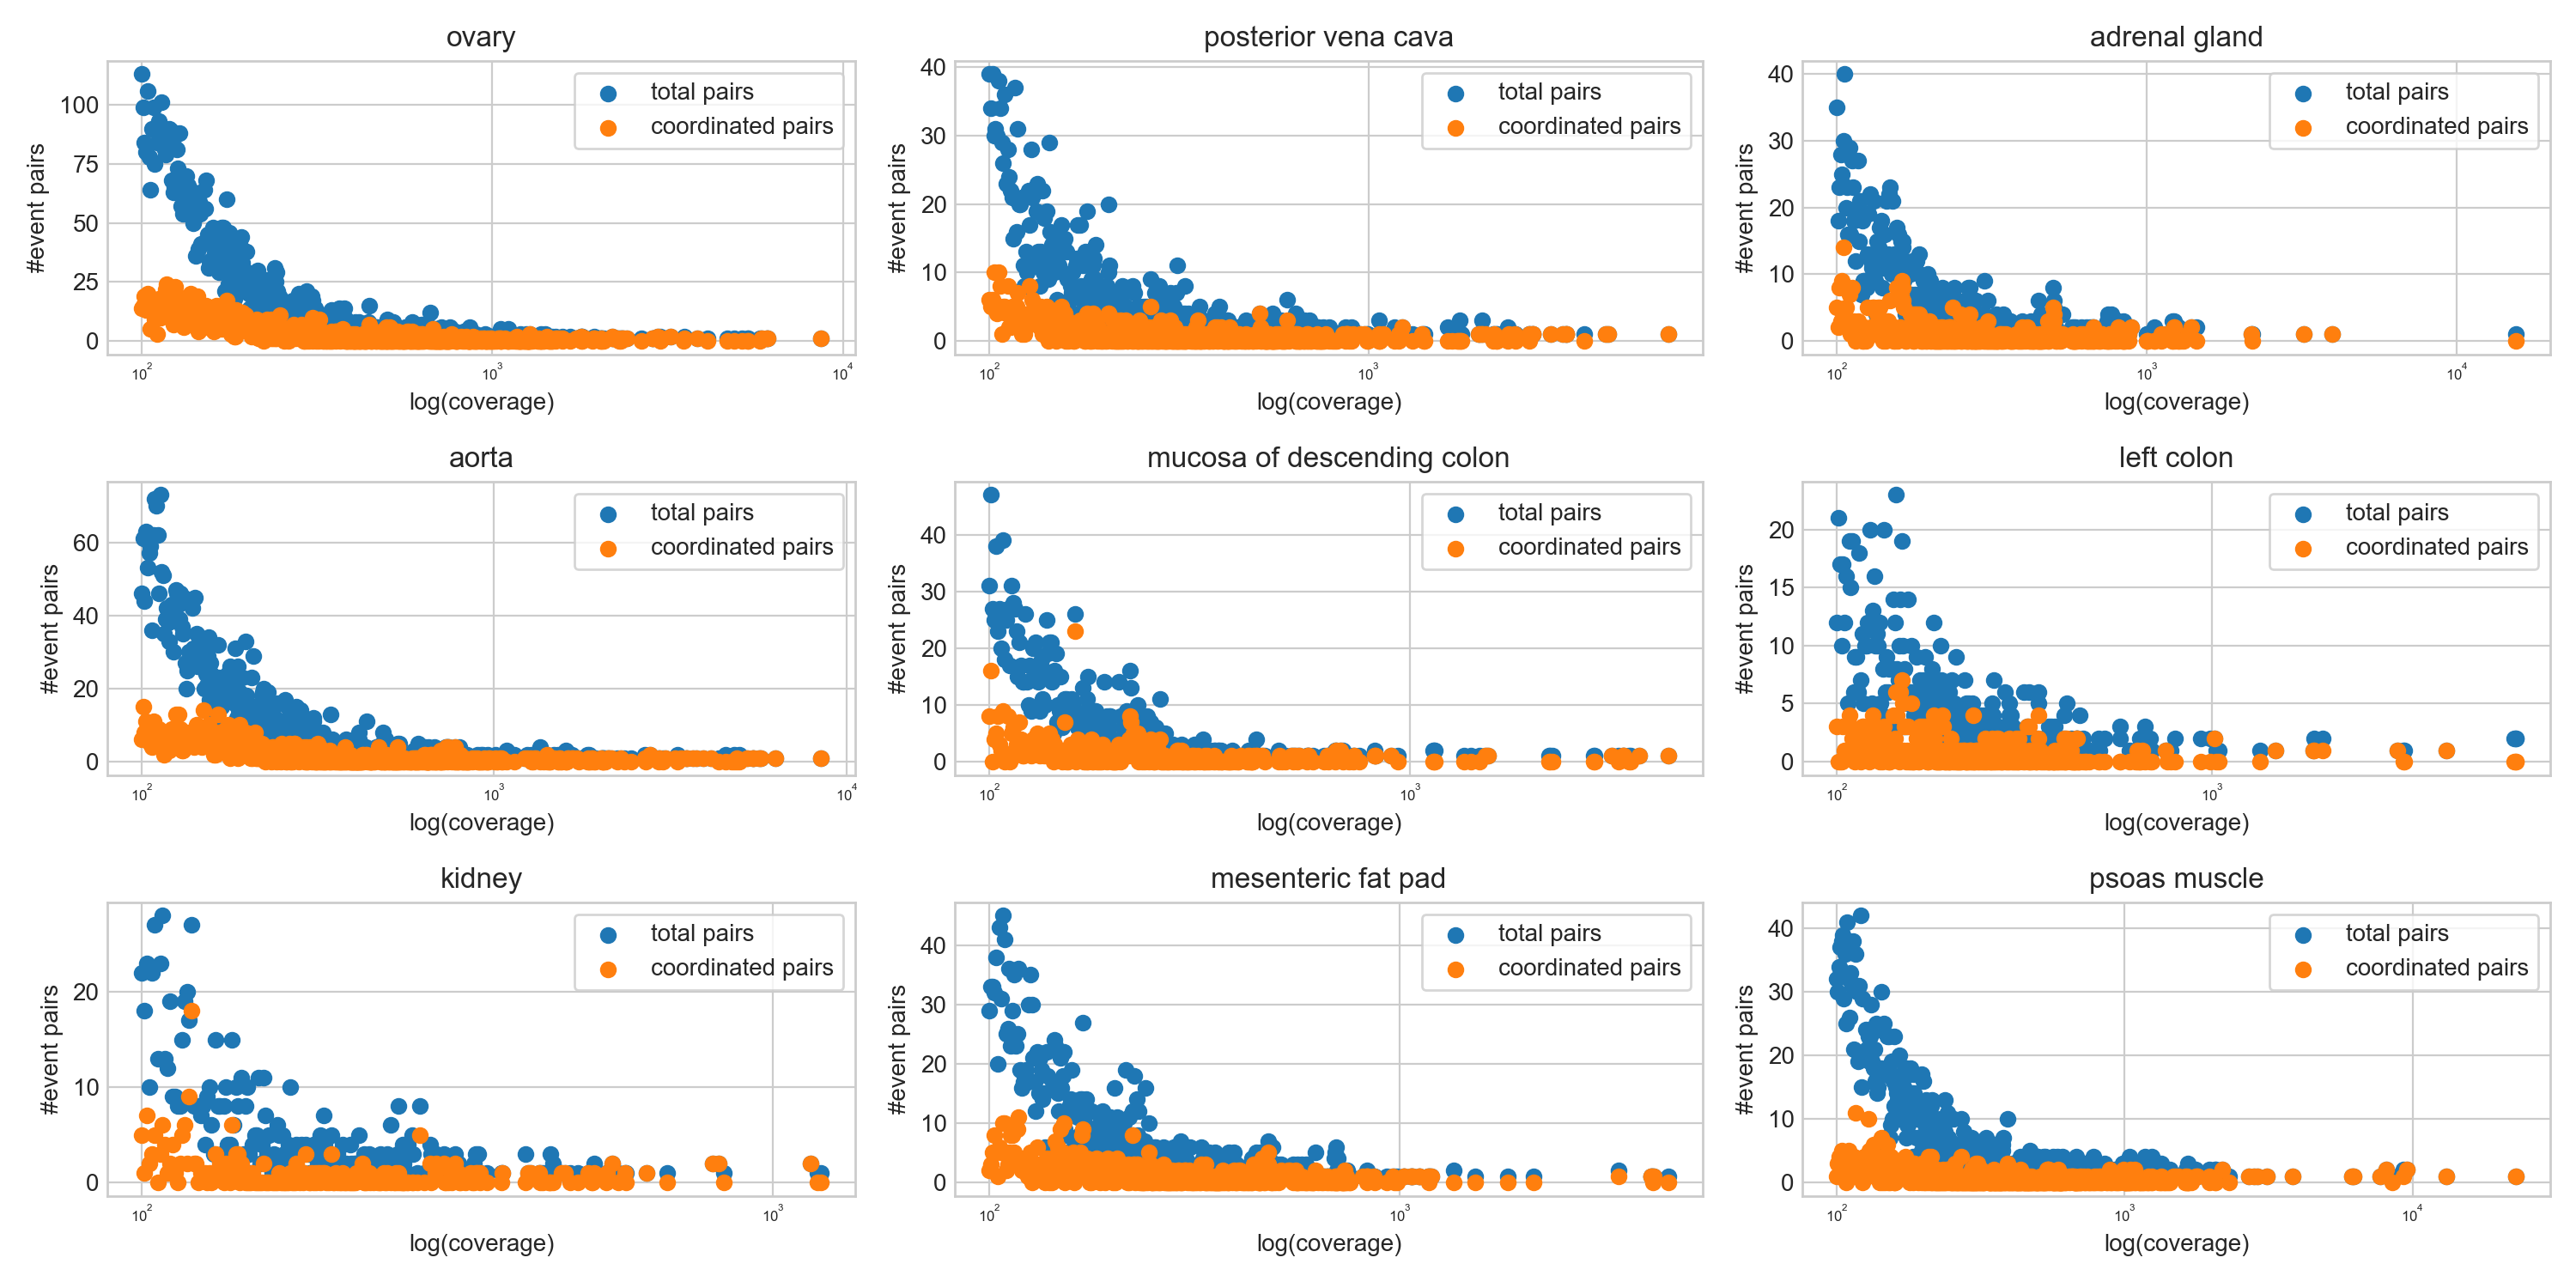 ovary
#event pairs
100
75
50
25
0
total pairs
coordinated pairs
10²
10³
10⁴
log(coverage)
posterior vena cava
#event pairs
40
30
20
10
0
total pairs
coordinated pairs
10²
10³
log(coverage)
adrenal gland
#event pairs
40
30
20
10
0
total pairs
coordinated pairs
10²
10³
10⁴
log(coverage)
aorta
#event pairs
60
40
20
0
total pairs
coordinated pairs
10²
10³
10⁴
log(coverage)
mucosa of descending colon
#event pairs
40
30
20
10
0
total pairs
coordinated pairs
10²
10³
log(coverage)
left colon
#event pairs
20
15
10
5
0
total pairs
coordinated pairs
10²
10³
log(coverage)
kidney
#event pairs
20
10
0
total pairs
coordinated pairs
10²
10³
log(coverage)
mesenteric fat pad
#event pairs
40
30
20
10
0
total pairs
coordinated pairs
10²
10³
log(coverage)
psoas muscle
#event pairs
40
30
20
10
0
total pairs
coordinated pairs
10²
10³
10⁴
log(coverage)